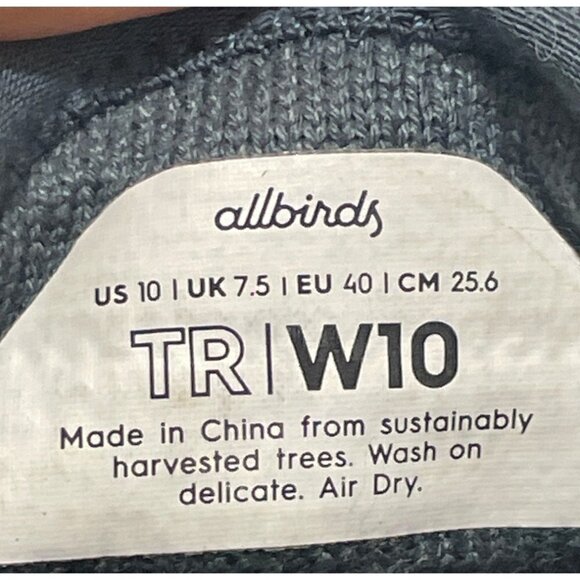 allbirds
US 10 | UK 7.5 | EU 40 | CM 25.6
TR | W10
Made in China from sustainably
harvested trees. Wash on
delicate. Air Dry.